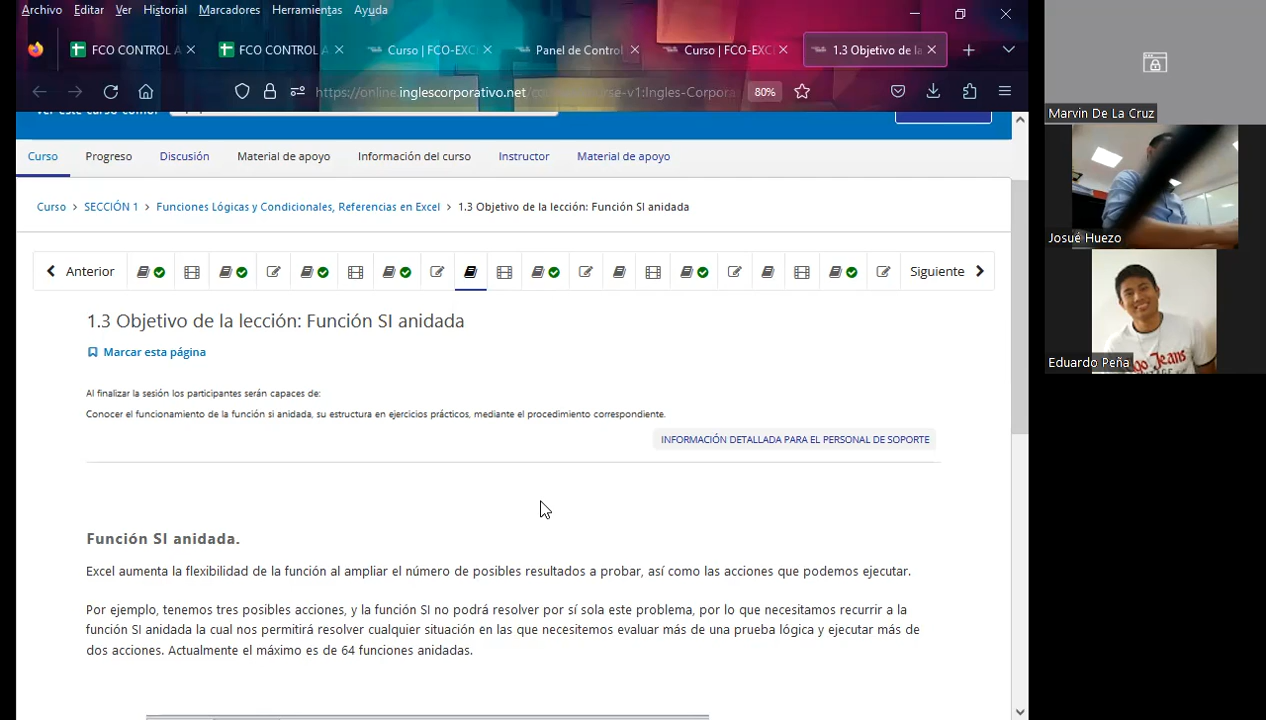 Archivo Editar Ver Historial Marcadores Herramientas Ayuda
FCO CONTROL A
FCO CONTROL A
Curso | FCO-EXC
Panel de Control
Curso | FCO-EXC
1.3 Objetivo de la
https://online.inglescorporativo.net/
80%
Curso Progreso Discusión Material de apoyo Información del curso Instructor Material de apoyo
Curso > SECCIÓN 1 > Funciones Lógicas y Condicionales, Referencias en Excel > 1.3 Objetivo de la lección: Función SI anidada
Anterior
Siguiente
1.3 Objetivo de la lección: Función SI anidada
Marcar esta página
Al finalizar la sesión los participantes serán capaces de:
Conocer el funcionamiento de la función si anidada, su estructura en ejercicios prácticos, mediante el procedimiento correspondiente.
INFORMACIÓN DETALLADA PARA EL PERSONAL DE SOPORTE
Función SI anidada.
Excel aumenta la flexibilidad de la función al ampliar el número de posibles resultados a probar, así como las acciones que podemos ejecutar.
Por ejemplo, tenemos tres posibles acciones, y la función SI no podrá resolver por sí sola este problema, por lo que necesitamos recurrir a la
función SI anidada la cual nos permitirá resolver cualquier situación en las que necesitemos evaluar más de una prueba lógica y ejecutar más de
dos acciones. Actualmente el máximo es de 64 funciones anidadas.
Marvin De La Cruz
Josué Huezo
Eduardo Peña